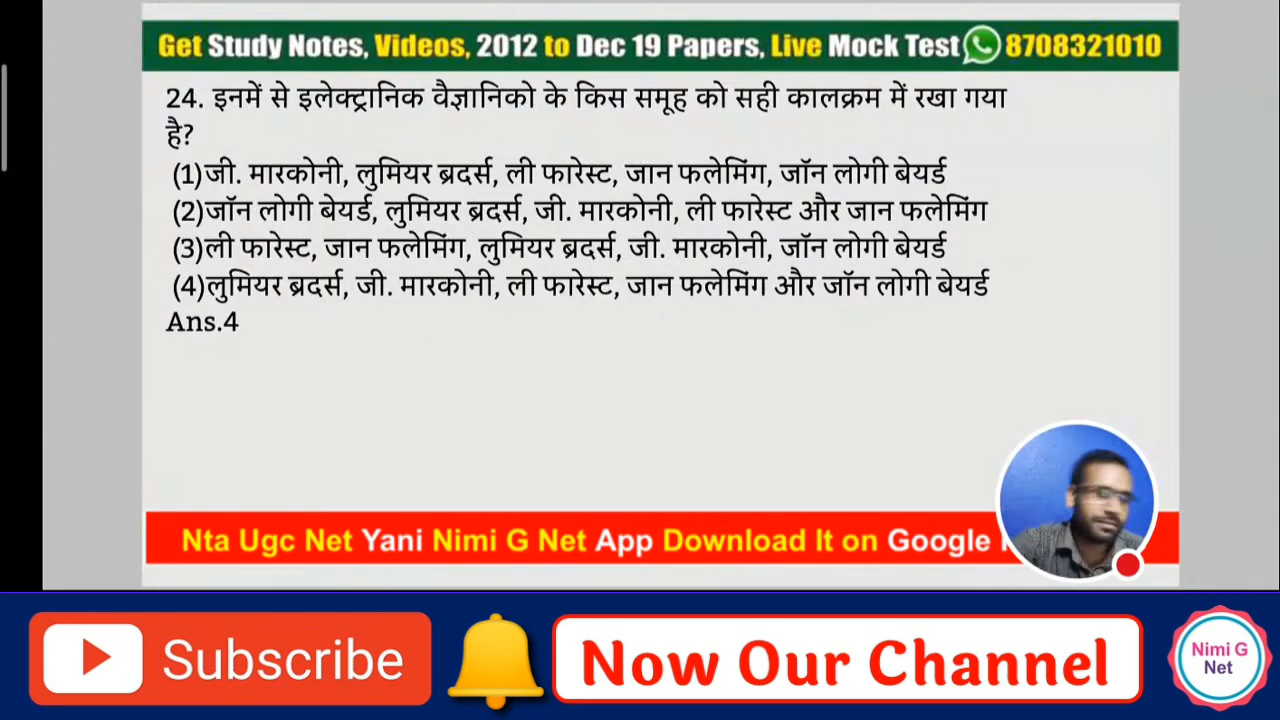 Get Study Notes, Videos, 2012 to Dec 19 Papers, Live Mock Test 8708321010
24. इनमें से इलेक्ट्रानिक वैज्ञानिको के किस समूह को सही कालक्रम में रखा गया
है?
(1)जी. मारकोनी, लुमियर ब्रदर्स, ली फारेस्ट, जान फलेमिंग, जॉन लोगी बेयर्ड
(2)जॉन लोगी बेयर्ड, लुमियर ब्रदर्स, जी. मारकोनी, ली फारेस्ट और जान फलेमिंग
(3)ली फारेस्ट, जान फलेमिंग, लुमियर ब्रदर्स, जी. मारकोनी, जॉन लोगी बेयर्ड
(4)लुमियर ब्रदर्स, जी. मारकोनी, ली फारेस्ट, जान फलेमिंग और जॉन लोगी बेयर्ड
Ans.4
Nta Ugc Net Yani Nimi G Net App Download It on Google
Subscribe
Now Our Channel
Nimi G
Net